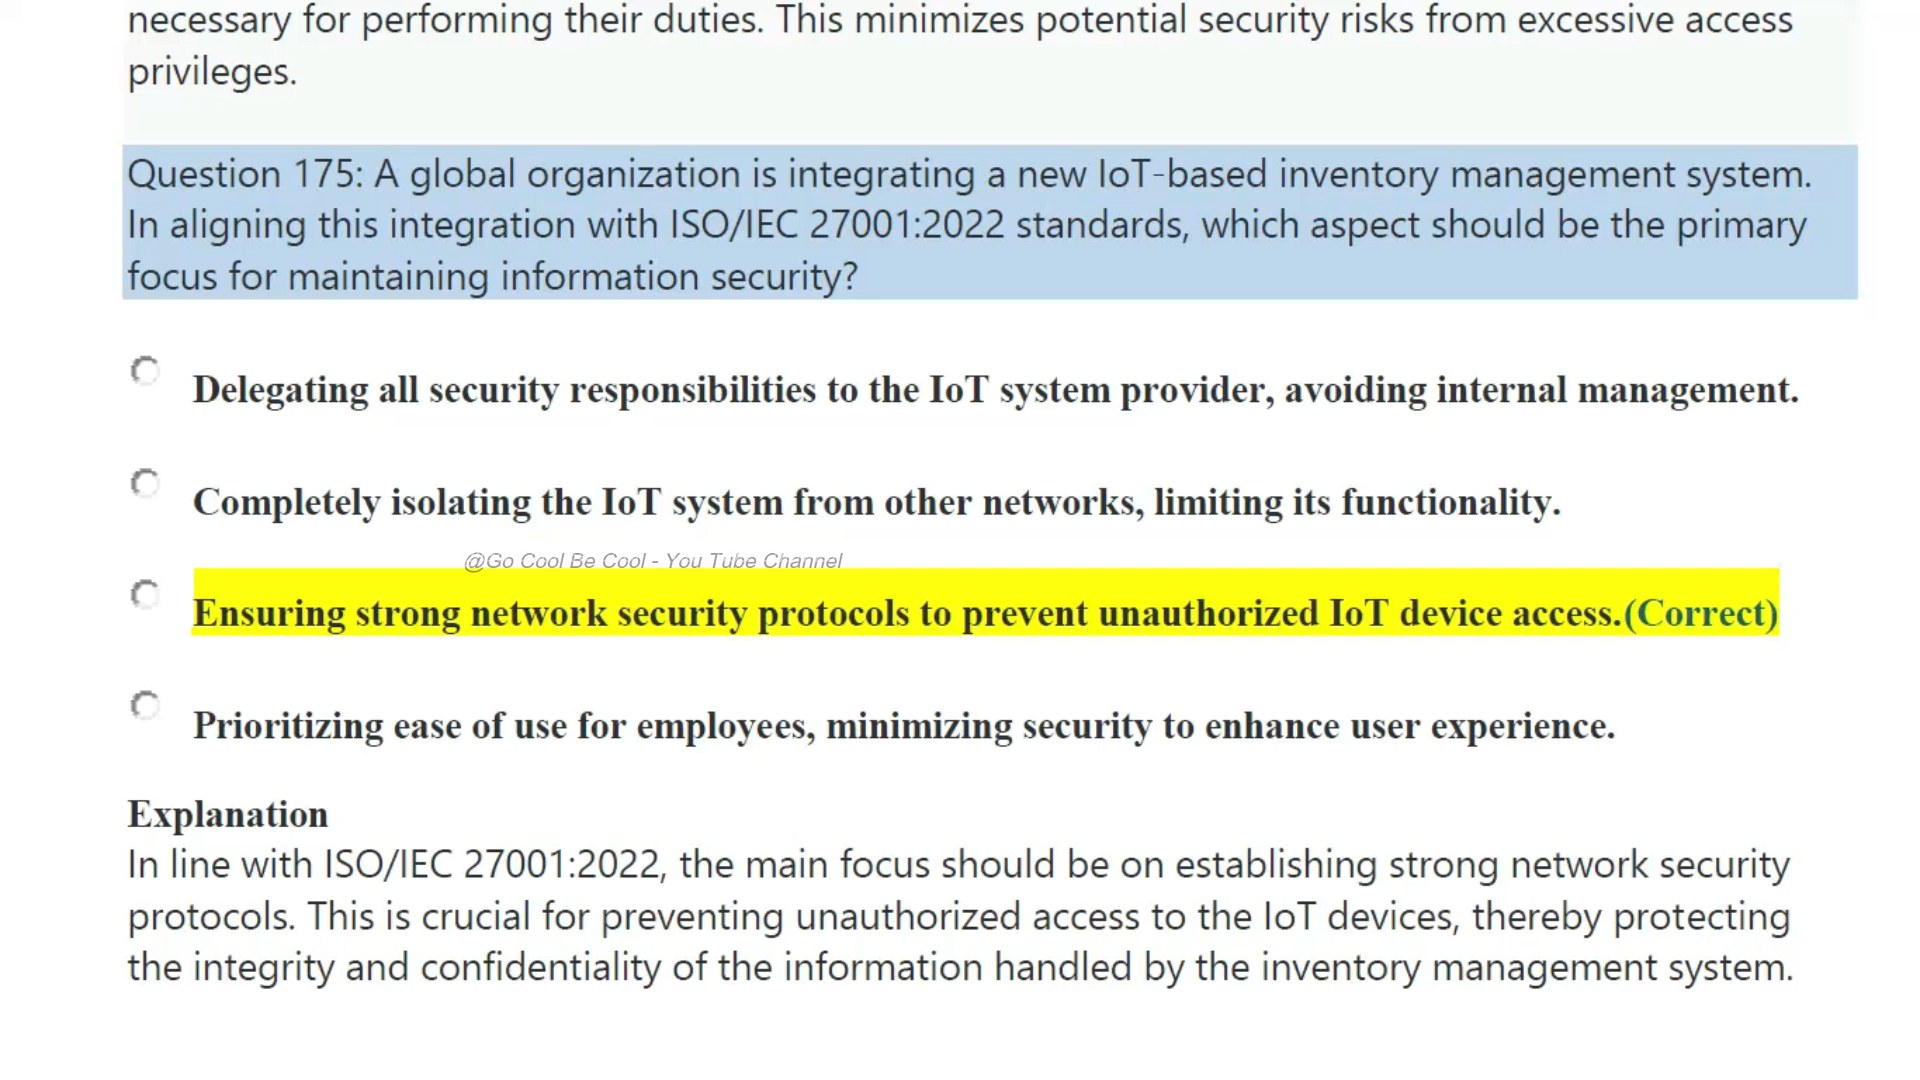 necessary for performing their duties. This minimizes potential security risks from excessive access
privileges.
Question 175: A global organization is integrating a new IoT-based inventory management system.
In aligning this integration with ISO/IEC 27001:2022 standards, which aspect should be the primary
focus for maintaining information security?
Delegating all security responsibilities to the IoT system provider, avoiding internal management.
Completely isolating the IoT system from other networks, limiting its functionality.
@Go Cool Be Cool - You Tube Channel
Ensuring strong network security protocols to prevent unauthorized IoT device access.(Correct)
Prioritizing ease of use for employees, minimizing security to enhance user experience.
Explanation
In line with ISO/IEC 27001:2022, the main focus should be on establishing strong network security
protocols. This is crucial for preventing unauthorized access to the IoT devices, thereby protecting
the integrity and confidentiality of the information handled by the inventory management system.